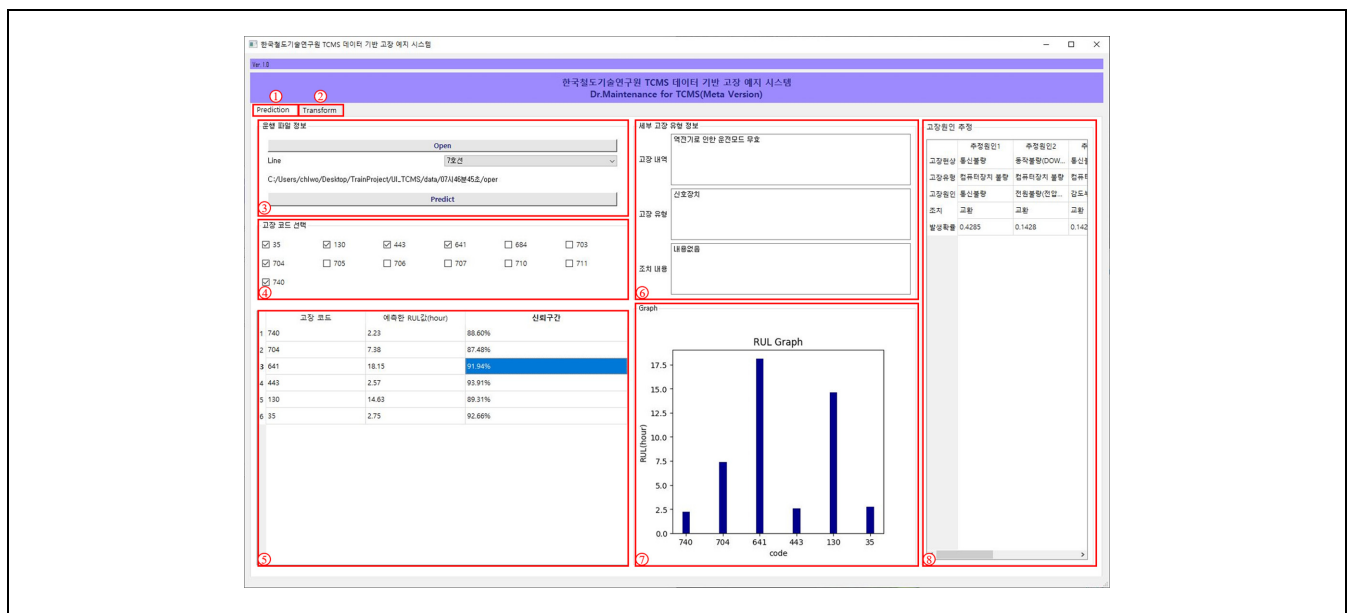 한국철도기술연구원 TCMS 데이터 기반 고장 예지 시스템
Ver 1.0
한국철도기술연구원 TCMS 데이터 기반 고장 예지 시스템
Dr.Maintenance for TCMS(Meta Version)
① ②
Prediction Transform
운행 파일 정보
Open
Line 7호선
C:/Users/chlwo/Desktop/TrainProject/UI_TCMS/data/07시46분45초/oper
Predict
③
고장 코드 선택
35 130 443 641 684 703
704 705 706 707 710 711
740
④
고장 코드 예측한 RUL값(hour) 신뢰구간
1 740 2.23 88.60%
2 704 7.38 87.48%
3 641 18.15 91.94%
4 443 2.57 93.91%
5 130 14.63 89.31%
6 35 2.75 92.66%
⑤
세부 고장 유형 정보
고장 내역 역전기로 인한 운전모드 무효
고장 유형 신호장치
조치 내용 내용없음
⑥
Graph
RUL Graph
RUL(hour)
17.5
15.0
12.5
10.0
7.5
5.0
2.5
0.0
740 704 641 443 130 35
code
⑦
고장원인 추정
추정원인1 추정원인2 추
고장현상 통신불량 동작불량(DOW... 통신불
고장유형 컴퓨터장치 불량 컴퓨터장치 불량 컴퓨터
고장원인 통신불량 전원불량(전압... 감도
조치 교환 교환 교환
발생확률 0.4285 0.1428 0.142
⑧